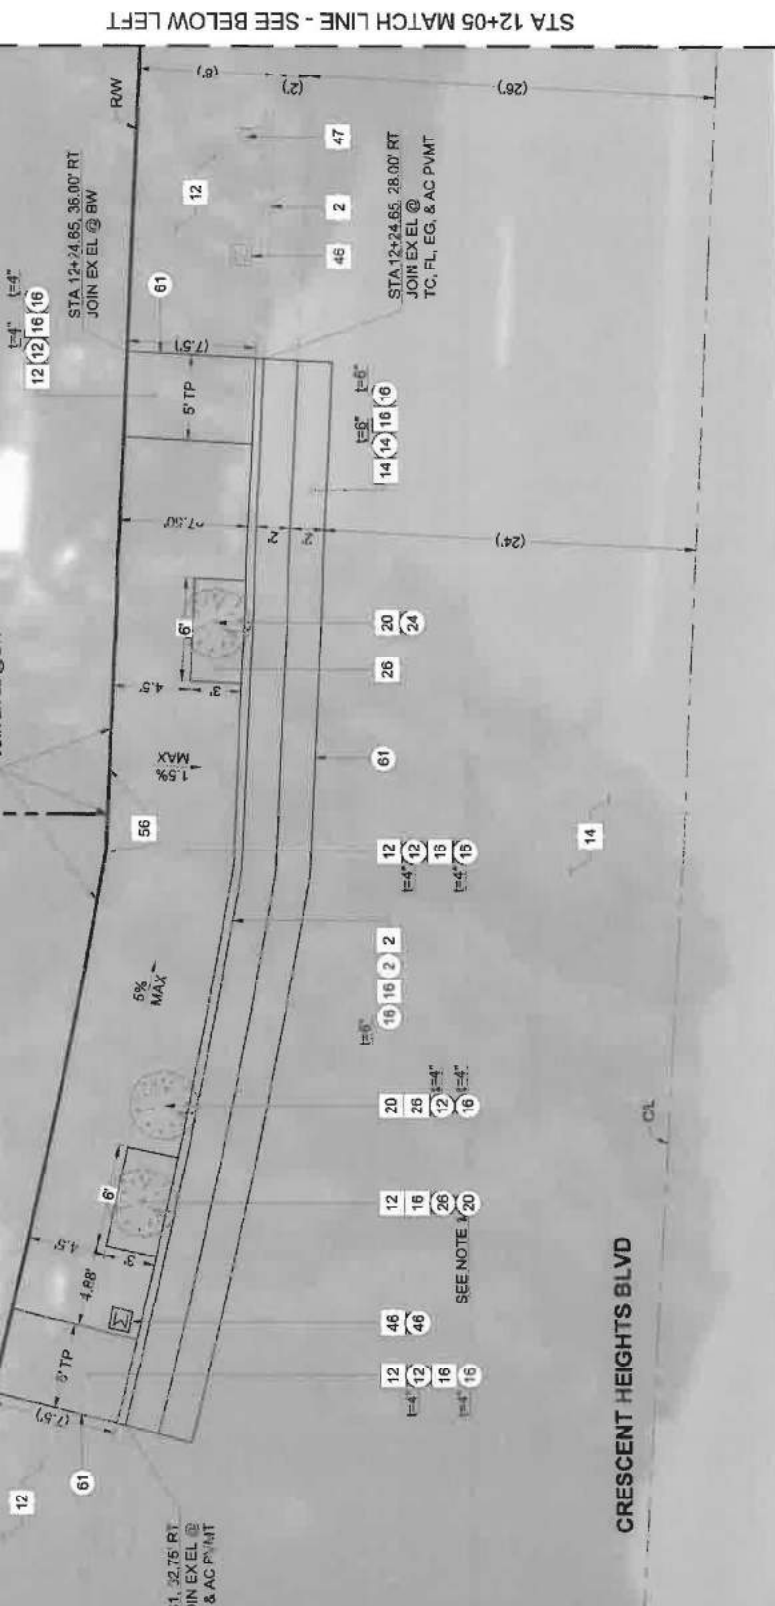 STA 12+05 MATCH LINE - SEE BELOW LEFT
R/W
(8')
(2')
(26')
12
47
2
46
STA 12+24.65, 36.00' RT
JOIN EX EL @ BW
STA 12+24.65, 28.00' RT
JOIN EX EL @
TC, FL, EG, & AC PVMT
61
t=4" t=4"
12 12 16 16
(7.5')
5' TP
t=6" t=6"
14 14 16 16
2'
2'
(24')
6'
4.5'
3'
20
24
26
1.5%
MAX
61
56
12
t=4" 12
16
t=4" 16
14
5%
MAX
t=6"
16 16 2 2
20
26
12 t=4"
16 t=4"
C/L
6'
4.5'
3'
12
16
26
20
SEE NOTE
4.88'
46
46
TP
12
t=4" 12
16
t=4" 16
(7.5')
61
12
32.75' RT
EX EL @
& AC PVMT
CRESCENT HEIGHTS BLVD